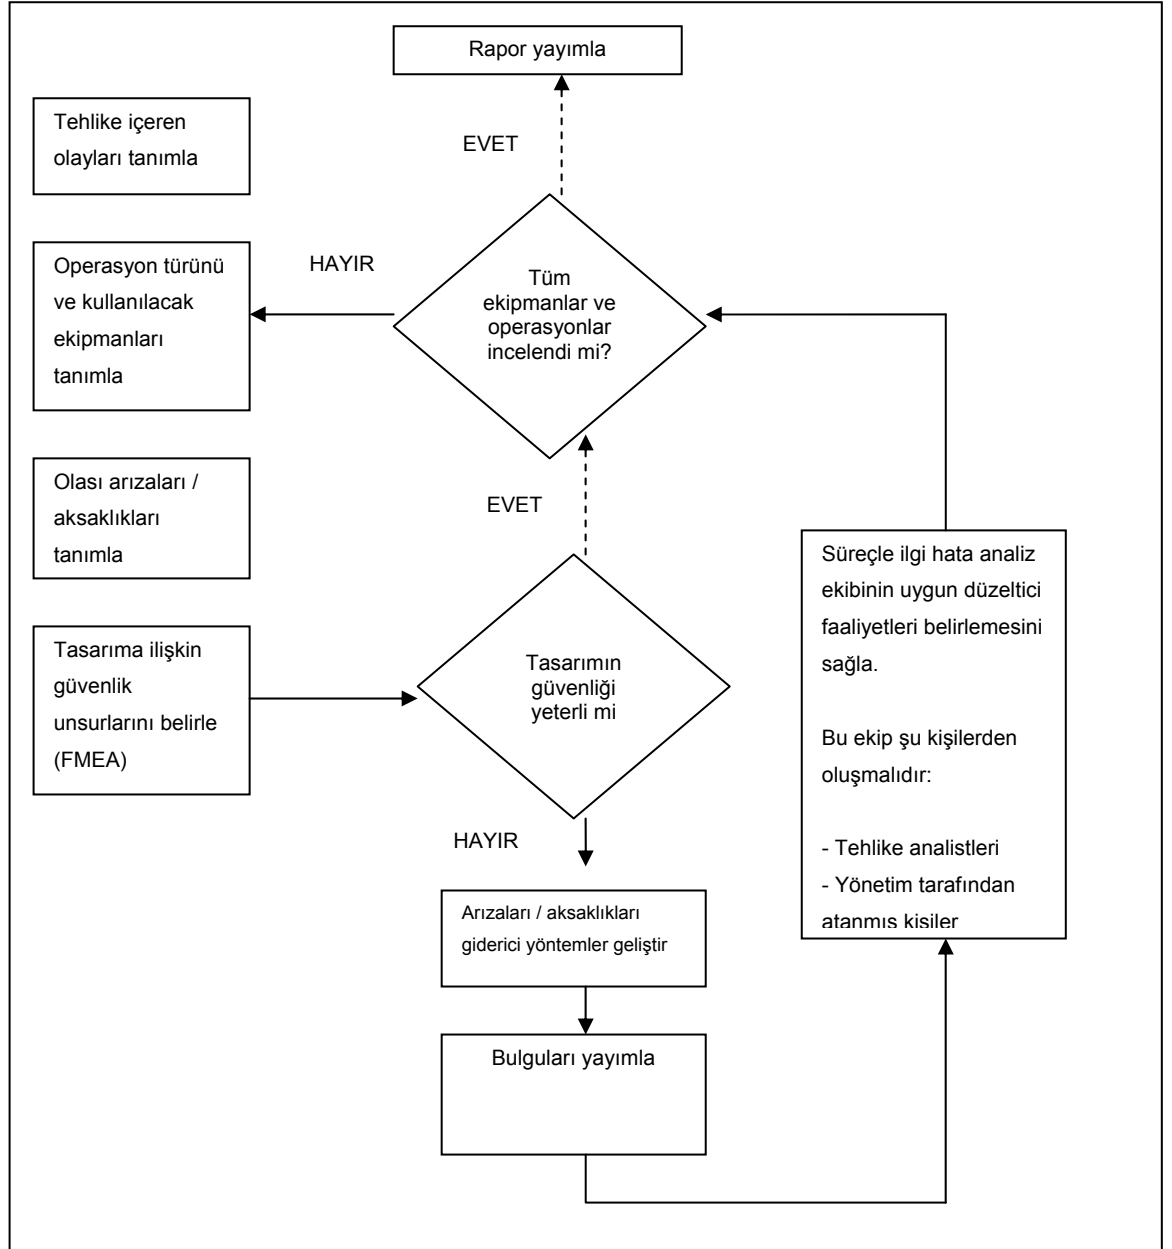 Rapor yayımla
EVET
Tehlike içeren
olayları tanımla
Operasyon türünü
ve kullanılacak
ekipmanları
tanımla
HAYIR
Tüm
ekipmanlar ve
operasyonlar
incelendi mi?
Olası arızaları /
aksaklıkları
tanımla
EVET
Tasarıma ilişkin
güvenlik
unsurlarını belirle
(FMEA)
Tasarımın
güvenliği
yeterli mi
HAYIR
Arızaları / aksaklıkları
giderici yöntemler geliştir
Bulguları yayımla
Süreçle ilgi hata analiz
ekibinin uygun düzeltici
faaliyetleri belirlemesini
sağla.
Bu ekip şu kişilerden
oluşmalıdır:
- Tehlike analistleri
- Yönetim tarafından
atanmış kişiler